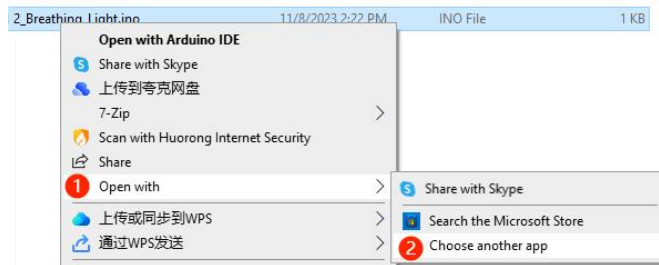 2_Breathing_Light.ino 11/8/2023 2:22 PM INO File 1 KB
Open with Arduino IDE
Share with Skype
上传到夸克网盘
7-Zip
Scan with Huorong Internet Security
Share
1 Open with
Share with Skype
上传或同步到WPS
Search the Microsoft Store
通过WPS发送
2 Choose another app